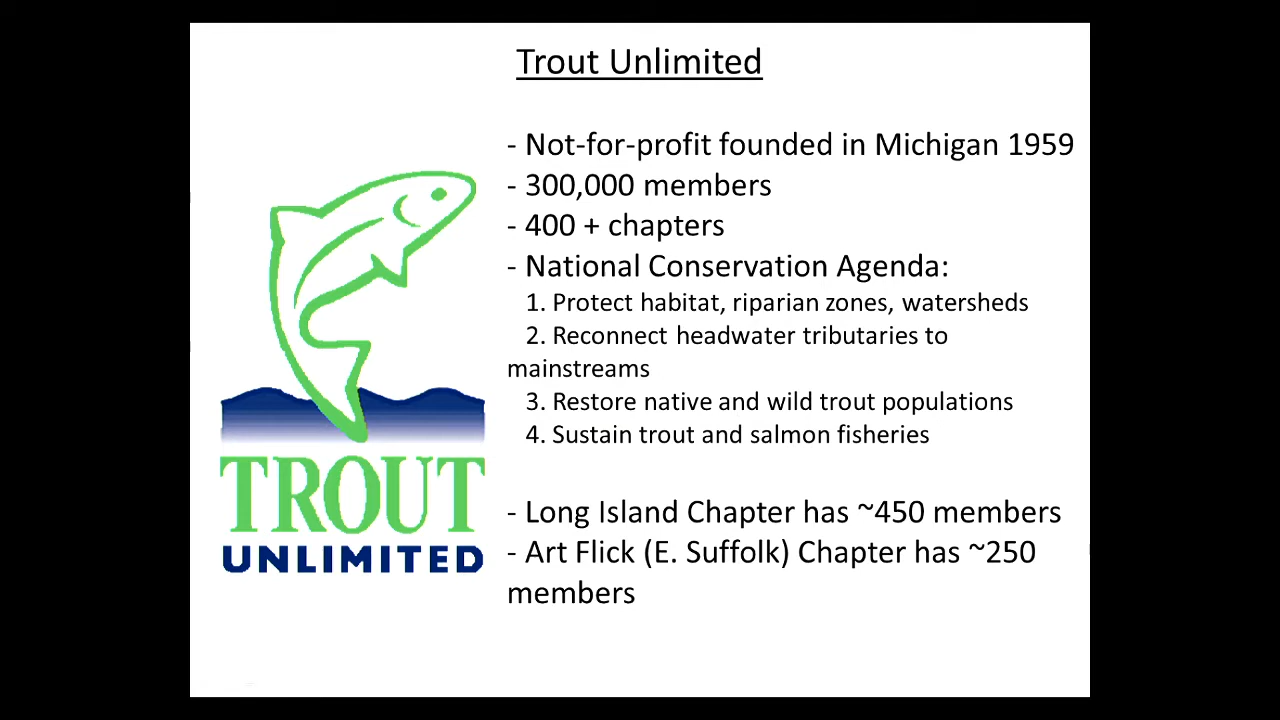 Trout Unlimited
- Not-for-profit founded in Michigan 1959
- 300,000 members
- 400 + chapters
- National Conservation Agenda:
1. Protect habitat, riparian zones, watersheds
2. Reconnect headwater tributaries to
mainstreams
3. Restore native and wild trout populations
4. Sustain trout and salmon fisheries
- Long Island Chapter has ~450 members
- Art Flick (E. Suffolk) Chapter has ~250
members
TROUT
UNLIMITED